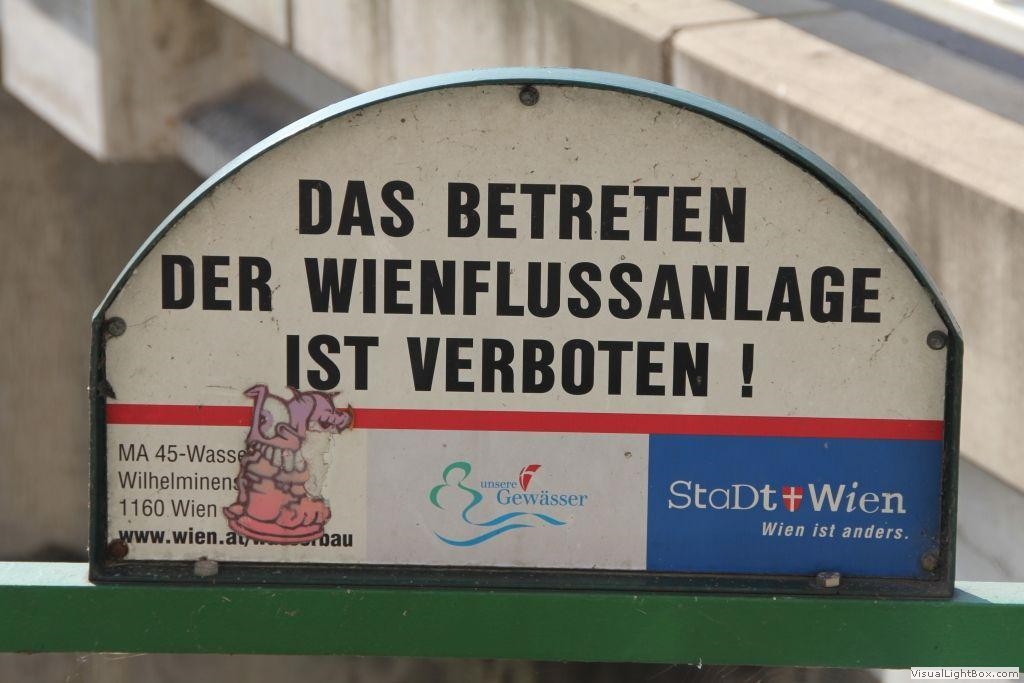 DAS BETRETEN
DER WIENFLUSSANLAGE
IST VERBOTEN !
MA 45-Wasse
Wilhelminens
1160 Wien
www.wien.at/wasserbau
unsere
Gewässer
StaDt Wien
Wien ist anders.
VisualLightBox.com